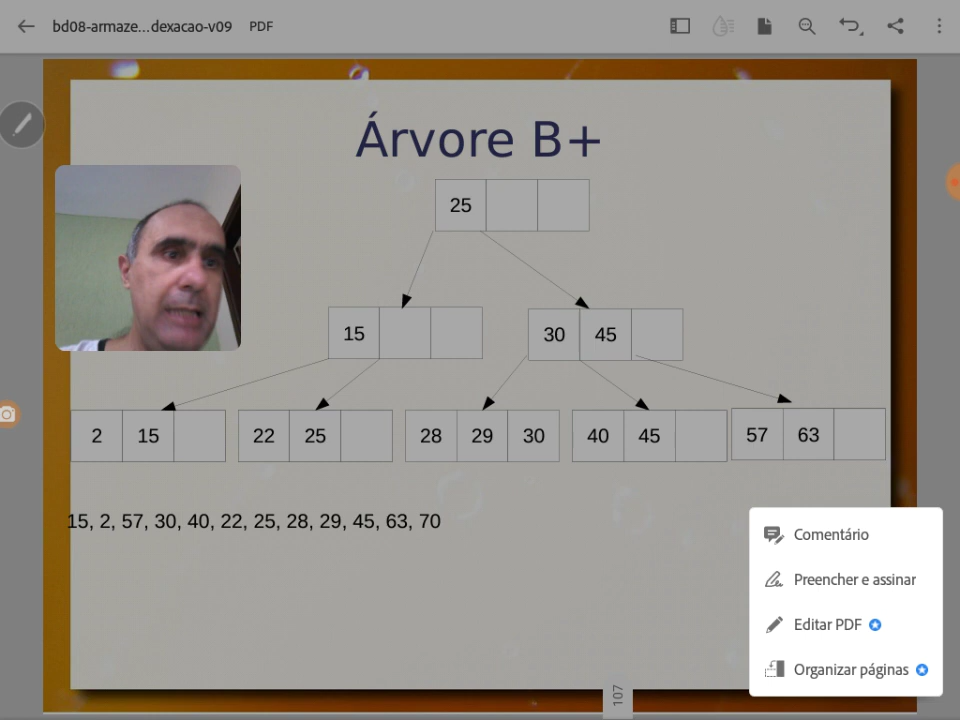 bd08-armaze...dexacao-v09 PDF
Árvore B+
25
15
30 45
2 15
22 25
28 29 30
40 45
57 63
15, 2, 57, 30, 40, 22, 25, 28, 29, 45, 63, 70
Comentário
Preencher e assinar
Editar PDF
Organizar páginas
107